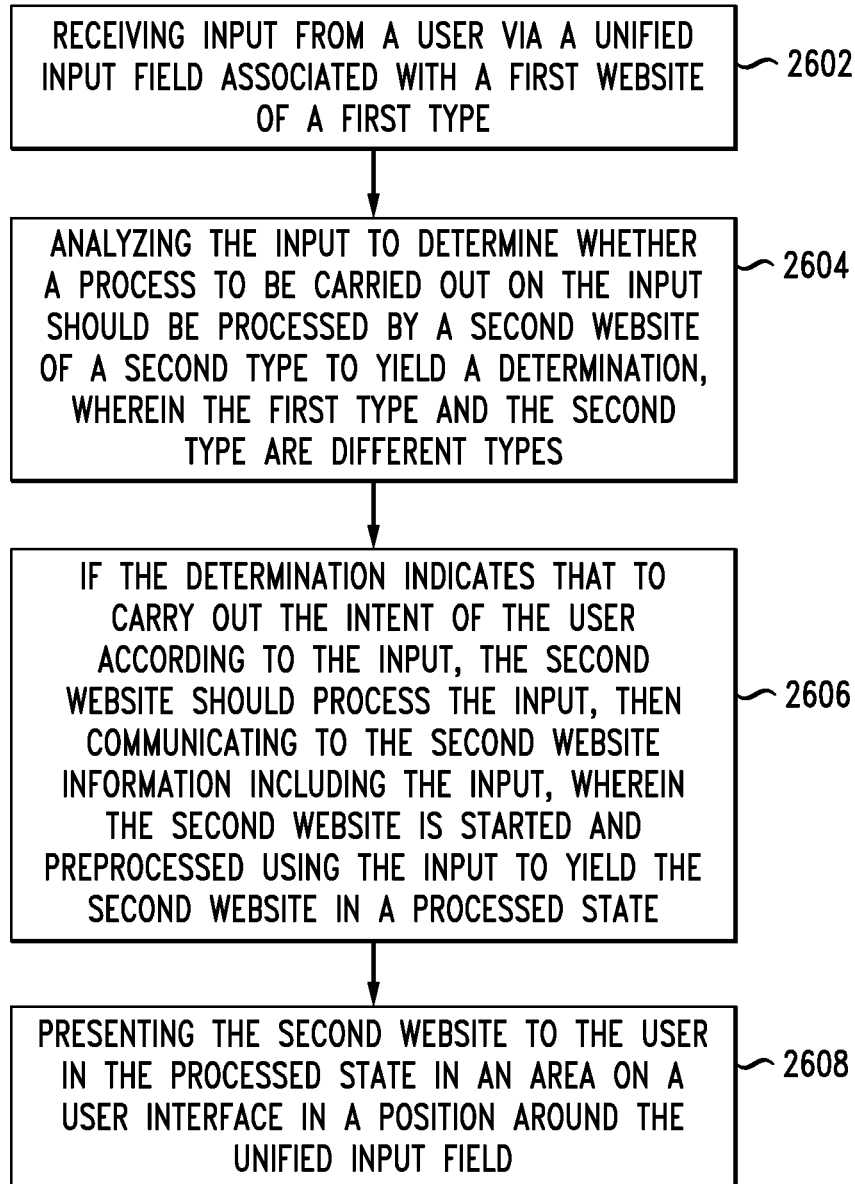 RECEIVING INPUT FROM A USER VIA A UNIFIED
INPUT FIELD ASSOCIATED WITH A FIRST WEBSITE
OF A FIRST TYPE
2602
ANALYZING THE INPUT TO DETERMINE WHETHER
A PROCESS TO BE CARRIED OUT ON THE INPUT
SHOULD BE PROCESSED BY A SECOND WEBSITE
OF A SECOND TYPE TO YIELD A DETERMINATION,
WHEREIN THE FIRST TYPE AND THE SECOND
TYPE ARE DIFFERENT TYPES
2604
IF THE DETERMINATION INDICATES THAT TO
CARRY OUT THE INTENT OF THE USER
ACCORDING TO THE INPUT, THE SECOND
WEBSITE SHOULD PROCESS THE INPUT, THEN
COMMUNICATING TO THE SECOND WEBSITE
INFORMATION INCLUDING THE INPUT, WHEREIN
THE SECOND WEBSITE IS STARTED AND
PREPROCESSED USING THE INPUT TO YIELD THE
SECOND WEBSITE IN A PROCESSED STATE
2606
PRESENTING THE SECOND WEBSITE TO THE USER
IN THE PROCESSED STATE IN AN AREA ON A
USER INTERFACE IN A POSITION AROUND THE
UNIFIED INPUT FIELD
2608